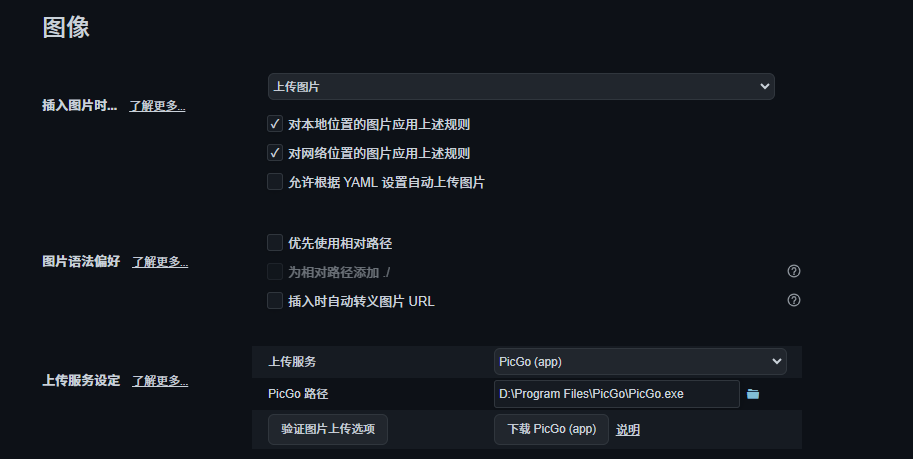 图像
插入图片时... 了解更多...
上传图片
对本地位置的图片应用上述规则
对网络位置的图片应用上述规则
允许根据 YAML 设置自动上传图片
图片语法偏好 了解更多...
优先使用相对路径
为相对路径添加 ./
插入时自动转义图片 URL
上传服务设定 了解更多...
上传服务 PicGo (app)
PicGo 路径 D:\Program Files\PicGo\PicGo.exe
验证图片上传选项 下载 PicGo (app) 说明